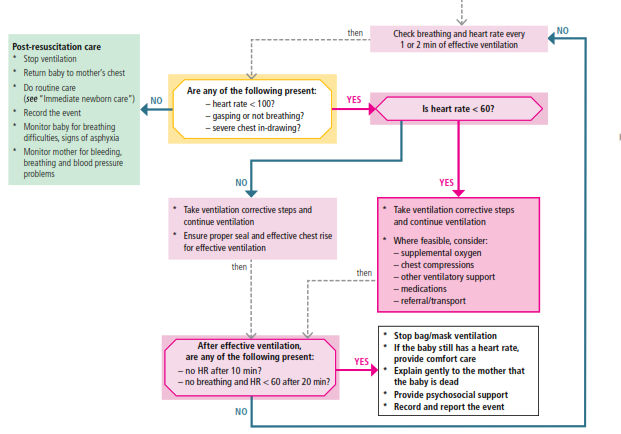 Check breathing and heart rate every
1 or 2 min of effective ventilation
NO
then
Post-resuscitation care
* Stop ventilation
* Return baby to mother's chest
* Do routine care
(see "Immediate newborn care")
* Record the event
* Monitor baby for breathing
difficulties, signs of asphyxia
* Monitor mother for bleeding,
breathing and blood pressure
problems
NO
Are any of the following present:
– heart rate < 100?
– gasping or not breathing?
– severe chest in-drawing?
YES
Is heart rate < 60?
NO
YES
* Take ventilation corrective steps and
continue ventilation
* Ensure proper seal and effective chest rise
for effective ventilation
* Take ventilation corrective steps
and continue ventilation
* Where feasible, consider:
– supplemental oxygen
– chest compressions
– other ventilatory support
– medications
– referral/transport
then
then
After effective ventilation,
are any of the following present:
– no HR after 10 min?
– no breathing and HR < 60 after 20 min?
YES
* Stop bag/mask ventilation
* If the baby still has a heart rate,
provide comfort care
* Explain gently to the mother that
the baby is dead
* Provide psychosocial support
* Record and report the event
NO